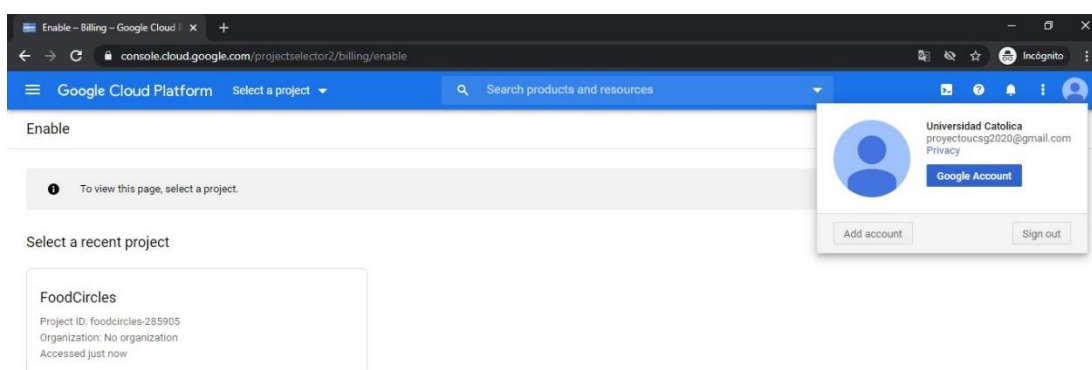 Enable – Billing – Google Cloud P
console.cloud.google.com/projectselector2/billing/enable
Incógnito
Google Cloud Platform Select a project
Search products and resources
Enable
Universidad Catolica
proyectoucsg2020@gmail.com
Privacy
Google Account
To view this page, select a project.
Add account Sign out
Select a recent project
FoodCircles
Project ID: foodcircles-285905
Organization: No organization
Accessed just now